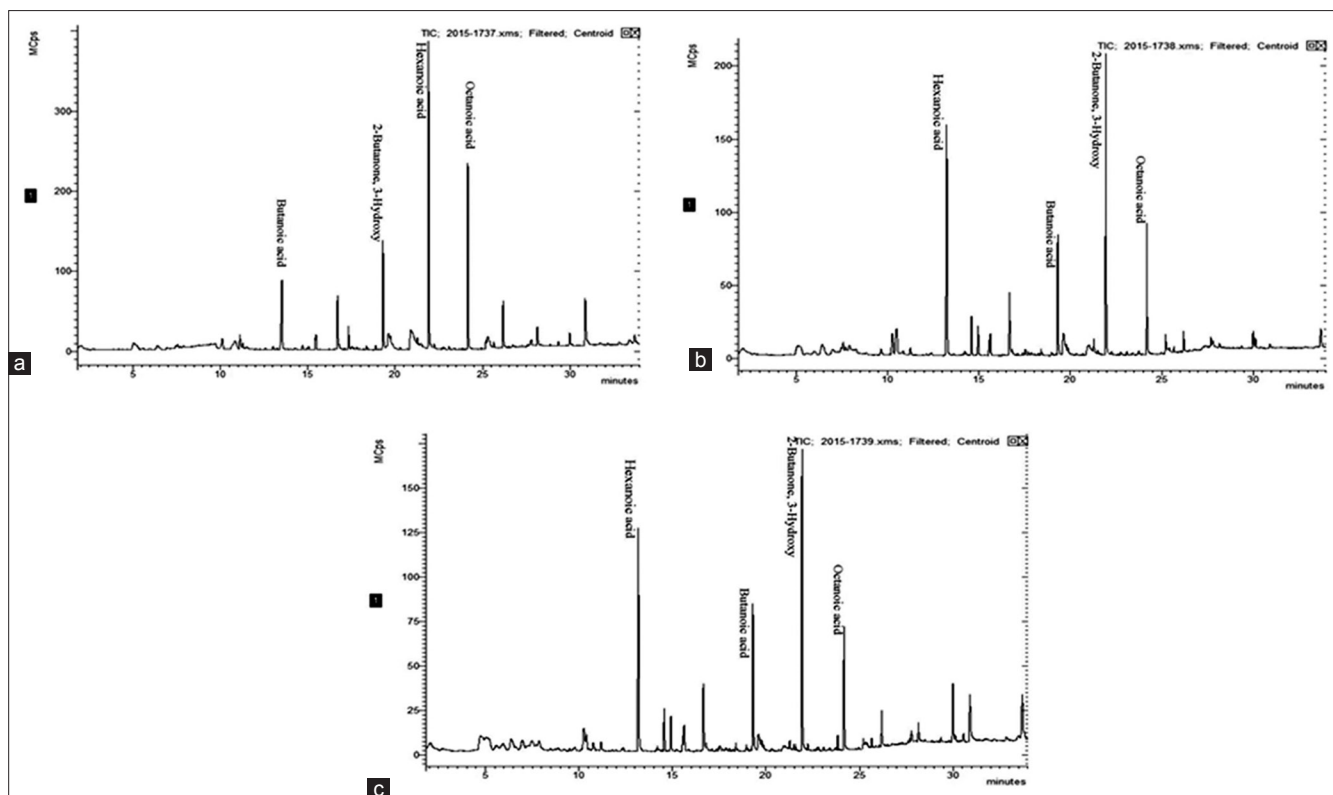 TIC; 2015-1737.xms; Filtered; Centroid
MCps
300
200
100
0
1
Butanoic acid
2-Butanone, 3-Hydroxy
Hexanoic acid
Octanoic acid
5 10 15 20 25 30
minutes
a
TIC; 2015-1738.xms; Filtered; Centroid
MCps
200
150
100
50
0
1
Hexanoic acid
Butanoic acid
2-Butanone, 3-Hydroxy
Octanoic acid
5 10 15 20 25 30
minutes
b
TIC; 2015-1739.xms; Filtered; Centroid
MCps
150
125
100
75
50
25
0
1
Hexanoic acid
Butanoic acid
2-Butanone, 3-Hydroxy
Octanoic acid
5 10 15 20 25 30
minutes
c